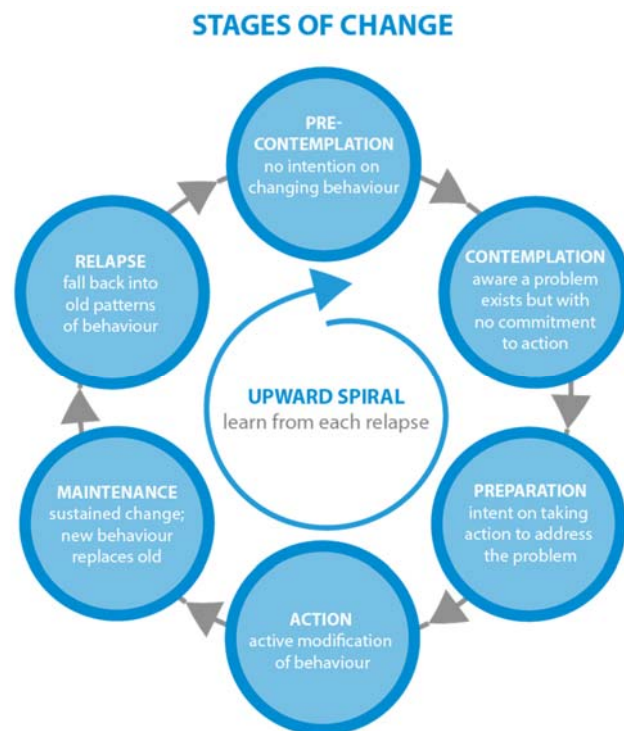 STAGES OF CHANGE
PRE-
CONTEMPLATION
no intention on
changing behaviour
CONTEMPLATION
aware a problem
exists but with
no commitment
to action
PREPARATION
intent on taking
action to address
the problem
ACTION
active modification
of behaviour
MAINTENANCE
sustained change;
new behaviour
replaces old
RELAPSE
fall back into
old patterns
of behaviour
UPWARD SPIRAL
learn from each relapse